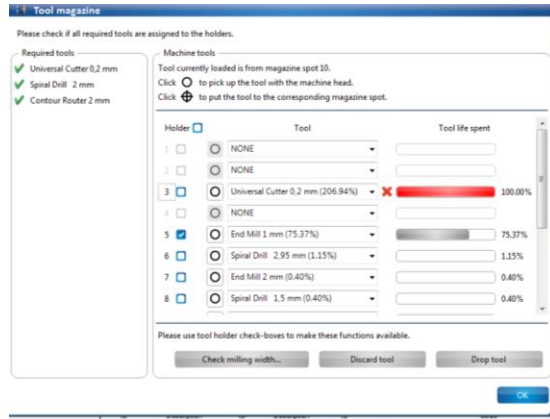 Tool magazine
Please check if all required tools are assigned to the holders.
Required tools
Universal Cutter 0,2 mm
Spiral Drill 2 mm
Contour Router 2 mm
Machine tools
Tool currently loaded is from magazine spot 10.
Click to pick up the tool with the machine head.
Click to put the tool to the corresponding magazine spot.
Holder Tool Tool life spent
1 NONE
2 NONE
3 Universal Cutter 0,2 mm (206.94%) 100.00%
4 NONE
5 End Mill 1 mm (75.37%) 75.37%
6 Spiral Drill 2,95 mm (1.15%) 1.15%
7 End Mill 2 mm (0.40%) 0.40%
8 Spiral Drill 1,5 mm (0.40%) 0.40%
Please use tool holder check-boxes to make these functions available.
Check milling width... Discard tool Drop tool
OK